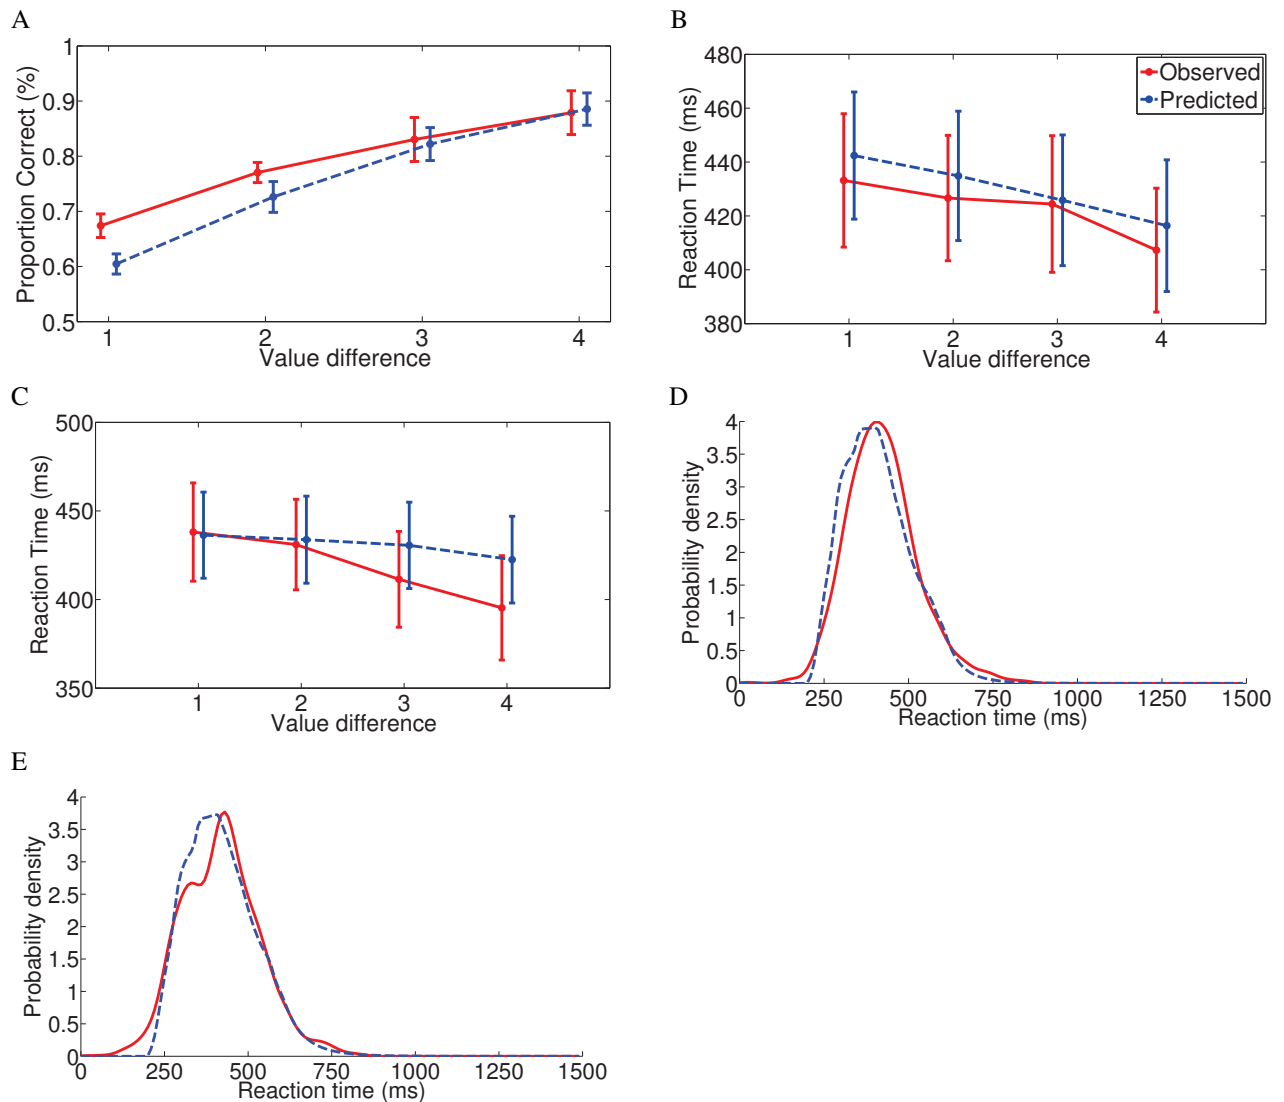 A
Proportion Correct (%)
1
0.9
0.8
0.7
0.6
0.5
1 2 3 4
Value difference
B
Reaction Time (ms)
480
460
440
420
400
380
Observed
Predicted
1 2 3 4
Value difference
C
Reaction Time (ms)
500
450
400
350
1 2 3 4
Value difference
D
Probability density
4
3.5
3
2.5
2
1.5
1
0.5
0
0 250 500 750 1000 1250 1500
Reaction time (ms)
E
Probability density
4
3.5
3
2.5
2
1.5
1
0.5
0
0 250 500 750 1000 1250 1500
Reaction time (ms)